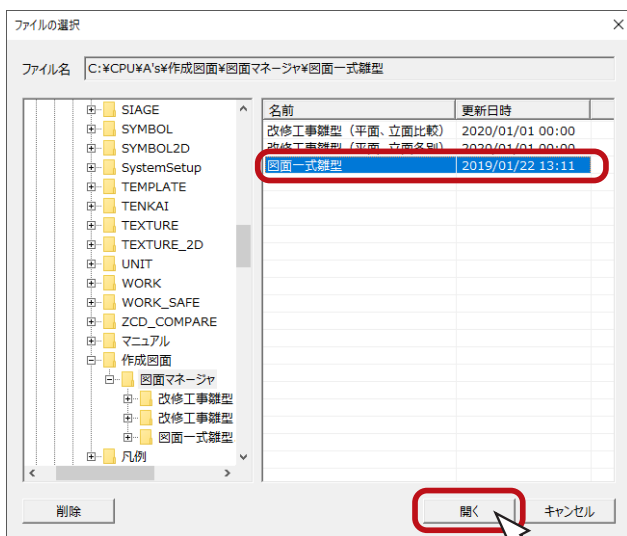 ファイルの選択
ファイル名 C:¥CPU¥A's¥作成図面¥図面マネージャ¥図面一式雛型
SIAGE
SYMBOL
SYMBOL2D
SystemSetup
TEMPLATE
TENKAI
TEXTURE
TEXTURE_2D
UNIT
WORK
WORK_SAFE
ZCD_COMPARE
マニュアル
作成図面
図面マネージャ
改修工事雛型
改修工事雛型
図面一式雛型
凡例
名前 更新日時
改修工事雛型（平面、立面比較） 2020/01/01 00:00
改修工事雛型（平面、立面各別） 2020/01/01 00:00
図面一式雛型 2019/01/22 13:11
削除 開く キャンセル